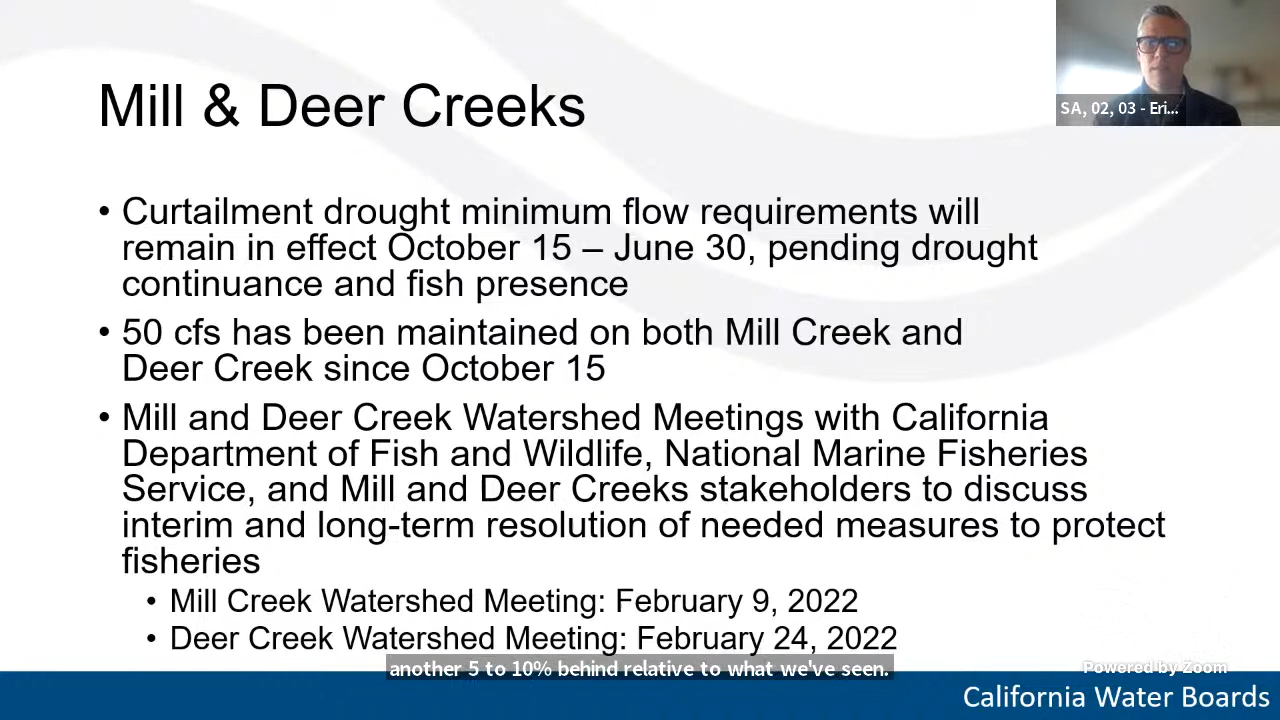 SA, 02, 03 - Eri...
Mill & Deer Creeks
• Curtailment drought minimum flow requirements will
remain in effect October 15 – June 30, pending drought
continuance and fish presence
• 50 cfs has been maintained on both Mill Creek and
Deer Creek since October 15
• Mill and Deer Creek Watershed Meetings with California
Department of Fish and Wildlife, National Marine Fisheries
Service, and Mill and Deer Creeks stakeholders to discuss
interim and long-term resolution of needed measures to protect
fisheries
• Mill Creek Watershed Meeting: February 9, 2022
• Deer Creek Watershed Meeting: February 24, 2022
another 5 to 10% behind relative to what we've seen.
Powered by Zoom
California Water Boards